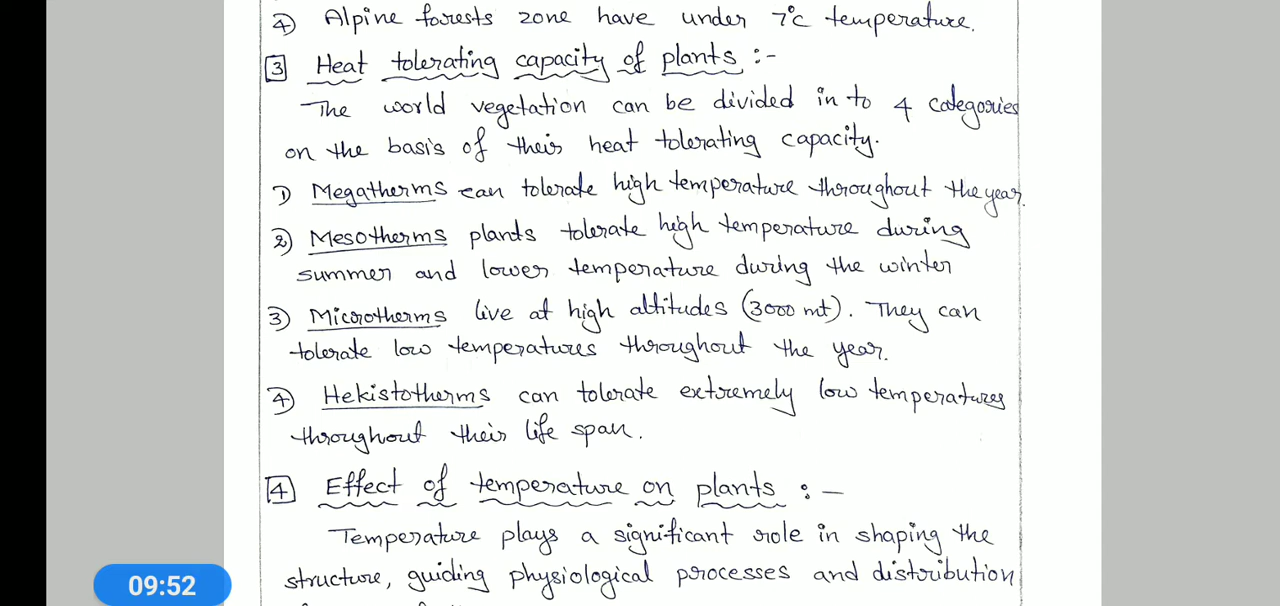 4) Alpine forests zone have under 7°C temperature.
3 Heat tolerating capacity of plants :-
The world vegetation can be divided in to 4 categories
on the basis of their heat tolerating capacity.
1) Megatherms can tolerate high temperature throughout the year.
2) Mesotherms plants tolerate high temperature during
summer and lower temperature during the winter
3) Microtherms live at high altitudes (3000 mt). They can
tolerate low temperatures throughout the year.
4) Hekistotherms can tolerate extremely low temperatures
throughout their life span.
4 Effect of temperature on plants :-
Temperature plays a significant role in shaping the
structure, guiding physiological processes and distribution
09:52